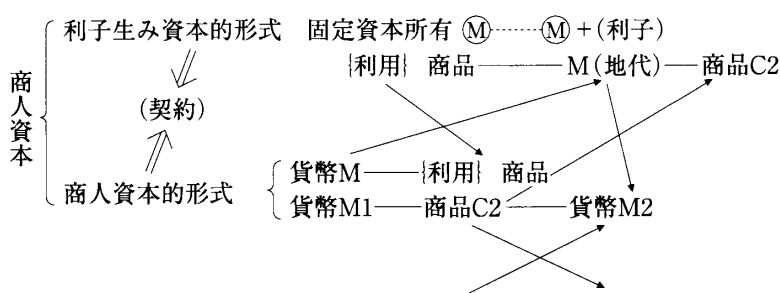 利子生み資本的形式 固定資本所有 Ⓜ……Ⓜ+(利子)
{利用} 商品――M(地代)―商品C2
商人資本
(契約)
貨幣M――{利用} 商品
商人資本的形式
貨幣M1――商品C2――貨幣M2